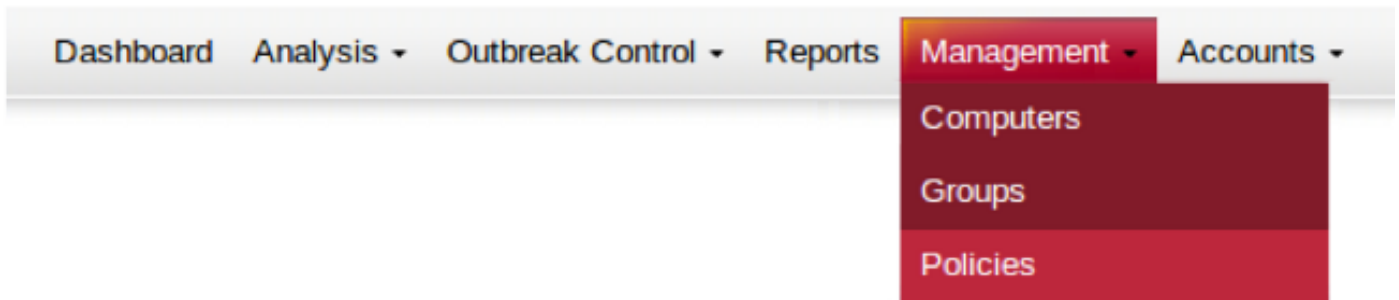 Dashboard Analysis Outbreak Control Reports Management Accounts
Computers
Groups
Policies